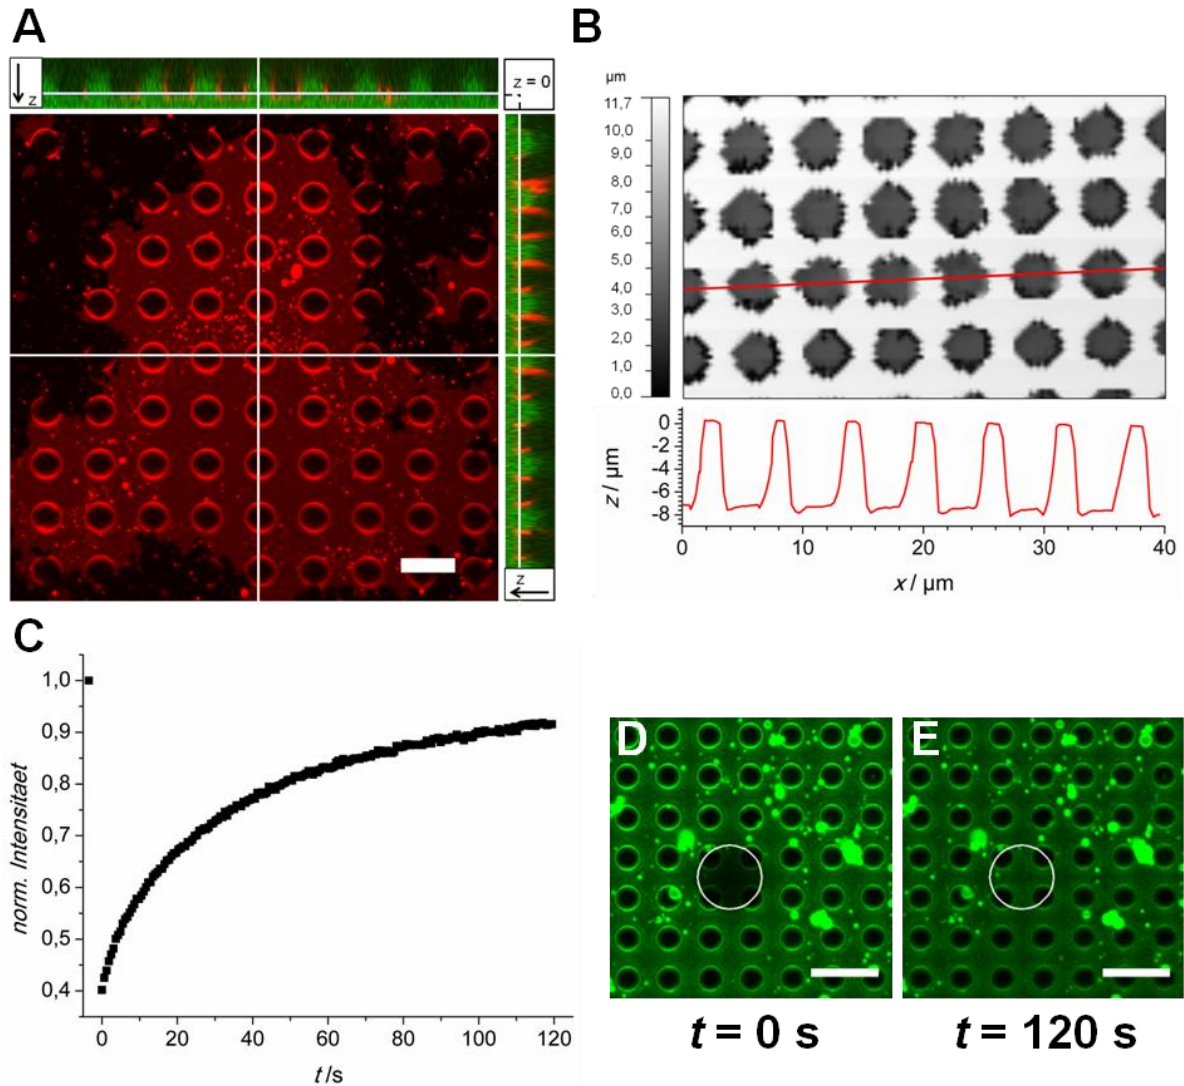 A
z
z = 0
z
B
µm
11,7
10,0
9,0
8,0
7,0
6,0
5,0
4,0
3,0
2,0
1,0
0,0
0
-2
-4
-6
-8
z / µm
0 10 20 30 40
x / µm
C
1,0
0,9
0,8
0,7
0,6
0,5
0,4
norm. Intensitaet
0 20 40 60 80 100 120
t /s
D
E
t = 0 s
t = 120 s